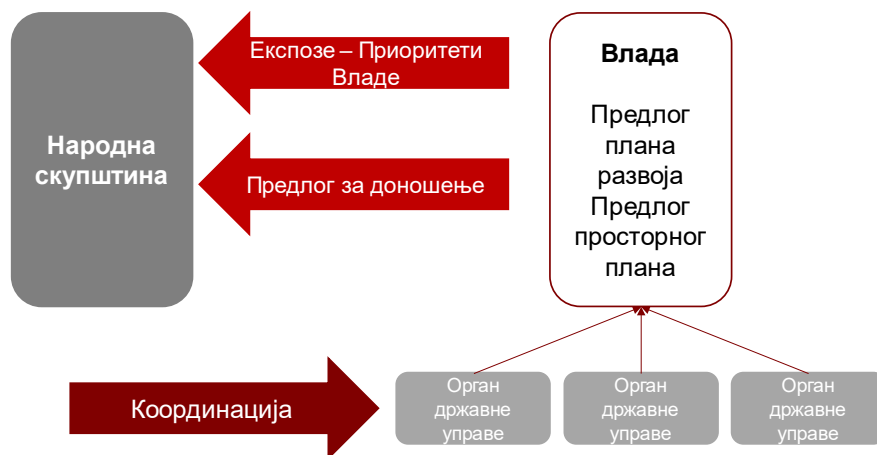 Експозе – Приоритети
Владе
Влада
Народна
скупштина
Предлог
плана
развоја
Предлог
просторног
плана
Предлог за доношење
Координација
Орган
државне
управе
Орган
државне
управе
Орган
државне
управе